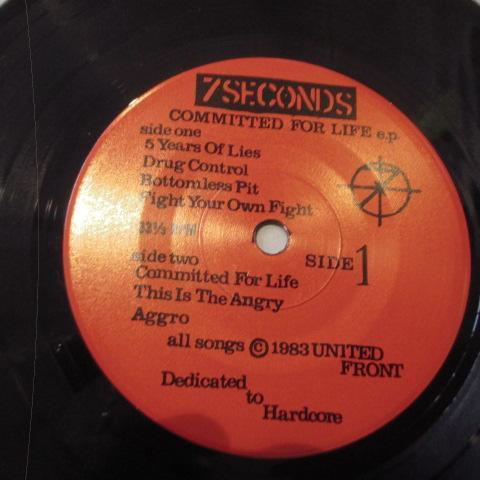 7SECONDS
COMMITTED FOR LIFE e.p.
side one
5 Years Of Lies
Drug Control
Bottomless Pit
Fight Your Own Fight
33⅓ RPM
SIDE 1
side two
Committed For Life
This Is The Angry
Aggro
all songs © 1983 UNITED
FRONT
Dedicated
to
Hardcore